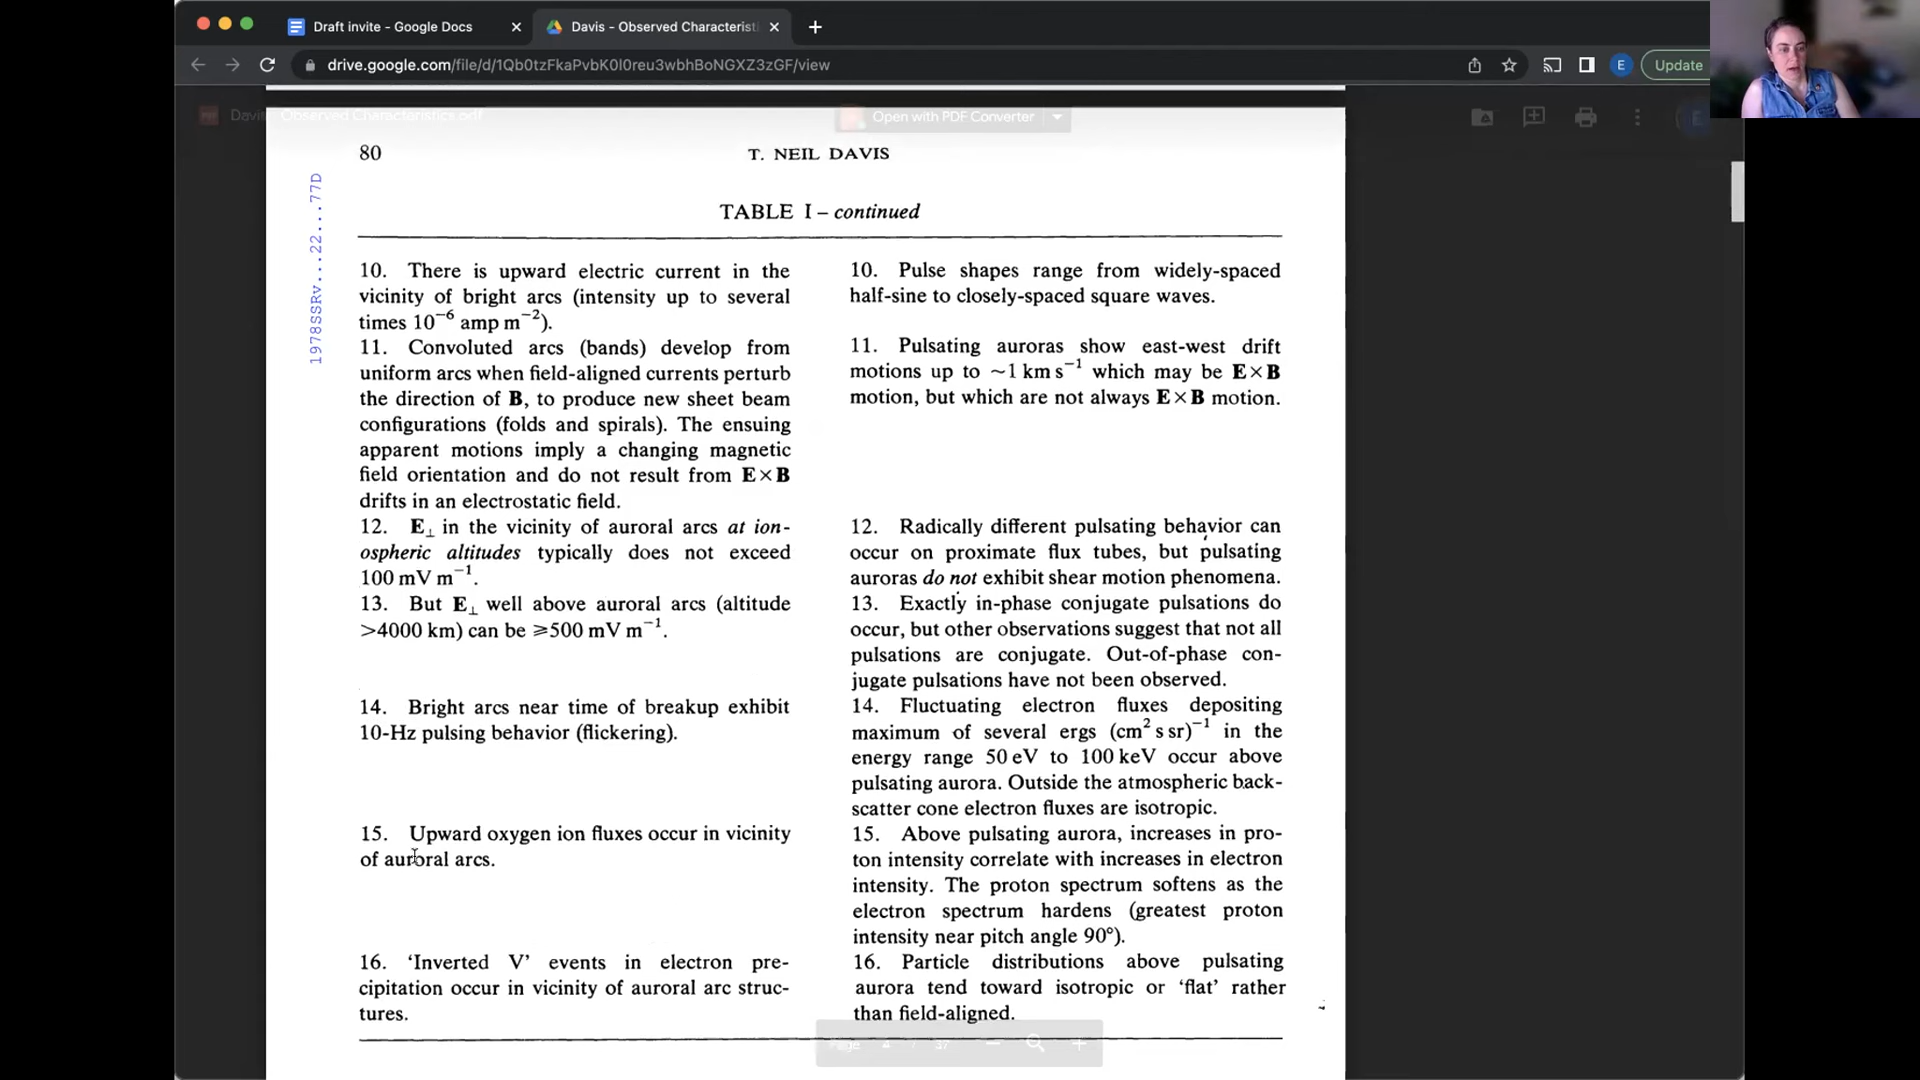 Draft invite - Google Docs
Davis - Observed Characterist
drive.google.com/file/d/1Qb0tzFkaPvbK0l0reu3wbhBoNGXZ3zGF/view
E
Update
Davis - Observed Characteristics.pdf
Open with PDF Converter
80
T. NEIL DAVIS
1978SSRv...22...77D
TABLE I – continued
10. There is upward electric current in the
vicinity of bright arcs (intensity up to several
times 10⁻⁶ amp m⁻²).
11. Convoluted arcs (bands) develop from
uniform arcs when field-aligned currents perturb
the direction of B, to produce new sheet beam
configurations (folds and spirals). The ensuing
apparent motions imply a changing magnetic
field orientation and do not result from E×B
drifts in an electrostatic field.
12. E⊥ in the vicinity of auroral arcs at ion-
ospheric altitudes typically does not exceed
100 mV m⁻¹.
13. But E⊥ well above auroral arcs (altitude
>4000 km) can be ⩾500 mV m⁻¹.
14. Bright arcs near time of breakup exhibit
10-Hz pulsing behavior (flickering).
15. Upward oxygen ion fluxes occur in vicinity
of auroral arcs.
16. ‘Inverted V’ events in electron pre-
cipitation occur in vicinity of auroral arc struc-
tures.
10. Pulse shapes range from widely-spaced
half-sine to closely-spaced square waves.
11. Pulsating auroras show east-west drift
motions up to ~1 km s⁻¹ which may be E×B
motion, but which are not always E×B motion.
12. Radically different pulsating behavior can
occur on proximate flux tubes, but pulsating
auroras do not exhibit shear motion phenomena.
13. Exactly in-phase conjugate pulsations do
occur, but other observations suggest that not all
pulsations are conjugate. Out-of-phase con-
jugate pulsations have not been observed.
14. Fluctuating electron fluxes depositing
maximum of several ergs (cm² s sr)⁻¹ in the
energy range 50 eV to 100 keV occur above
pulsating aurora. Outside the atmospheric back-
scatter cone electron fluxes are isotropic.
15. Above pulsating aurora, increases in pro-
ton intensity correlate with increases in electron
intensity. The proton spectrum softens as the
electron spectrum hardens (greatest proton
intensity near pitch angle 90°).
16. Particle distributions above pulsating
aurora tend toward isotropic or ‘flat’ rather
than field-aligned.
Page 4 / 37